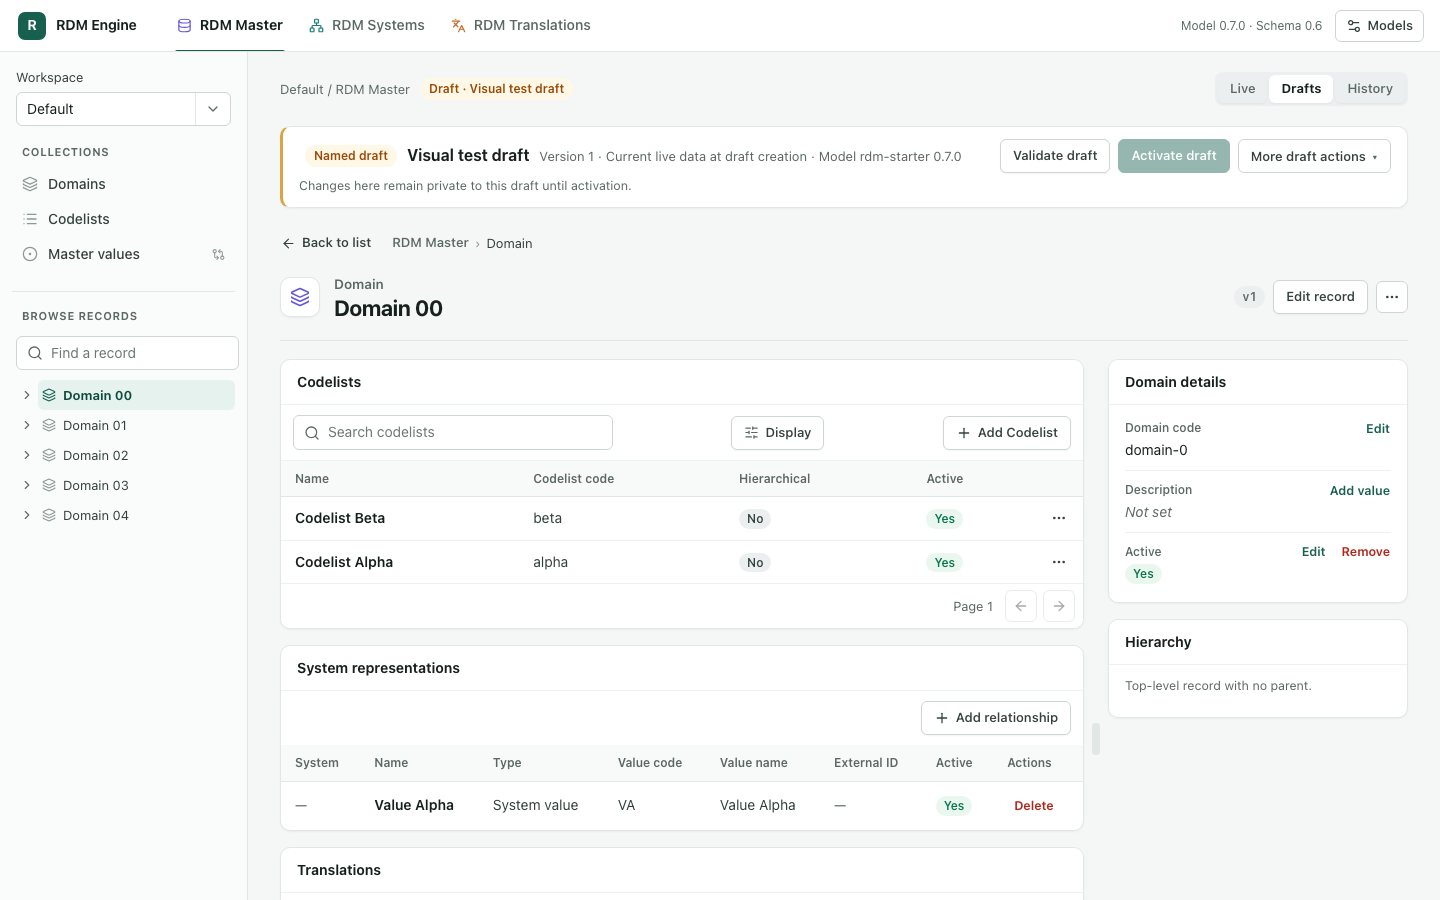 R RDM Engine RDM Master RDM Systems RDM Translations Model 0.7.0 · Schema 0.6 Models
Workspace
Default
COLLECTIONS
Domains
Codelists
Master values
BROWSE RECORDS
Find a record
Domain 00
Domain 01
Domain 02
Domain 03
Domain 04
Default / RDM Master Draft · Visual test draft Live Drafts History
Named draft Visual test draft Version 1 · Current live data at draft creation · Model rdm-starter 0.7.0 Validate draft Activate draft More draft actions
Changes here remain private to this draft until activation.
Back to list RDM Master › Domain
Domain
Domain 00 v1 Edit record
Codelists
Search codelists Display Add Codelist
Name Codelist code Hierarchical Active
Codelist Beta beta No Yes
Codelist Alpha alpha No Yes
Page 1
System representations
Add relationship
System Name Type Value code Value name External ID Active Actions
— Value Alpha System value VA Value Alpha — Yes Delete
Translations
Domain details
Domain code Edit
domain-0
Description Add value
Not set
Active Edit Remove
Yes
Hierarchy
Top-level record with no parent.